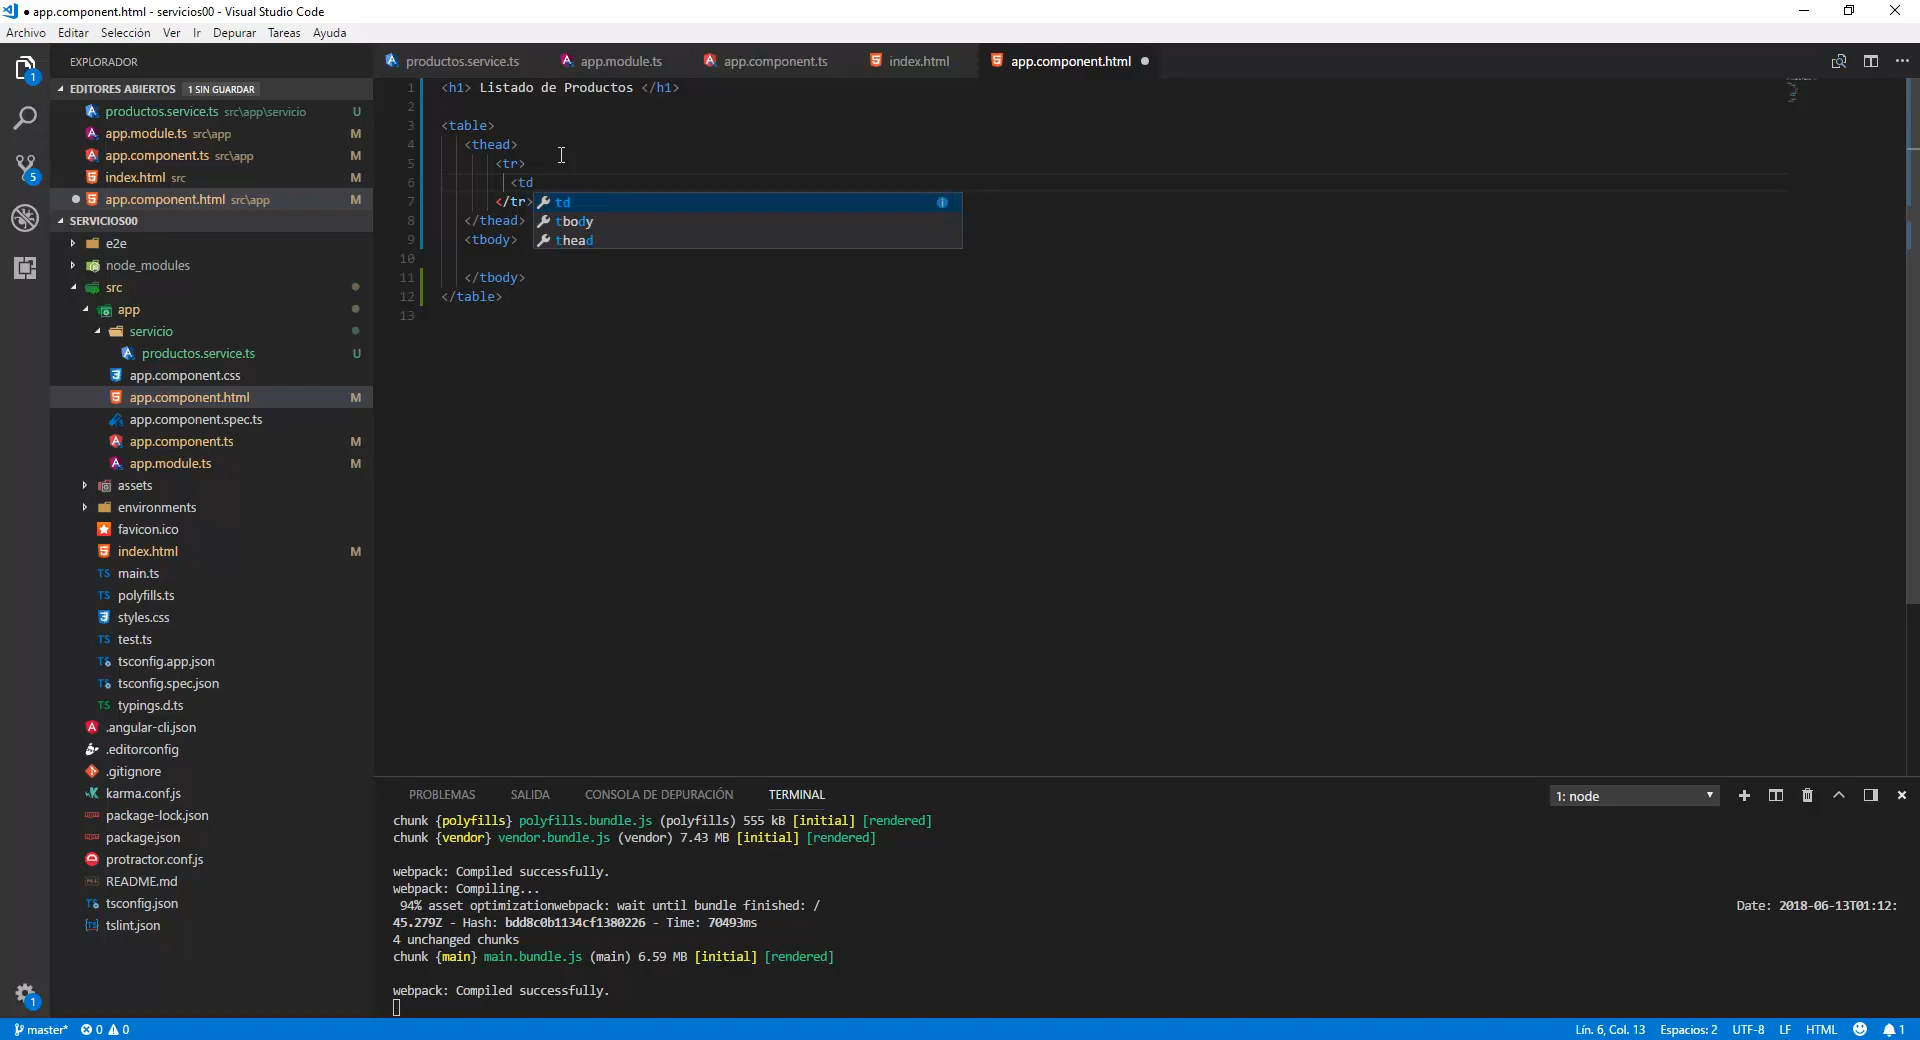 ● app.component.html - servicios00 - Visual Studio Code
Archivo Editar Selección Ver Ir Depurar Tareas Ayuda
1
5
1
EXPLORADOR
EDITORES ABIERTOS 1 SIN GUARDAR
productos.service.ts src\app\servicio U
app.module.ts src\app M
app.component.ts src\app M
index.html src M
app.component.html src\app M
SERVICIOS00
e2e
node_modules
src
app
servicio
productos.service.ts U
app.component.css
app.component.html M
app.component.spec.ts
app.component.ts M
app.module.ts M
assets
environments
favicon.ico
index.html M
TS main.ts
TS polyfills.ts
styles.css
TS test.ts
tsconfig.app.json
tsconfig.spec.json
TS typings.d.ts
.angular-cli.json
.editorconfig
.gitignore
karma.conf.js
package-lock.json
package.json
protractor.conf.js
README.md
tsconfig.json
tslint.json
productos.service.ts app.module.ts app.component.ts index.html app.component.html
1 <h1> Listado de Productos </h1>
2
3 <table>
4 <thead>
5 <tr>
6 <td
7 </tr>
8 </thead>
9 <tbody>
10
11 </tbody>
12 </table>
13
td
tbody
thead
PROBLEMAS SALIDA CONSOLA DE DEPURACIÓN TERMINAL 1: node
chunk {polyfills} polyfills.bundle.js (polyfills) 555 kB [initial] [rendered]
chunk {vendor} vendor.bundle.js (vendor) 7.43 MB [initial] [rendered]
webpack: Compiled successfully.
webpack: Compiling...
94% asset optimizationwebpack: wait until bundle finished: / Date: 2018-06-13T01:12:
45.279Z - Hash: bdd8c0b1134cf1380226 - Time: 70493ms
4 unchanged chunks
chunk {main} main.bundle.js (main) 6.59 MB [initial] [rendered]
webpack: Compiled successfully.
master* 0 0 Lín. 6, Col. 13 Espacios: 2 UTF-8 LF HTML 1